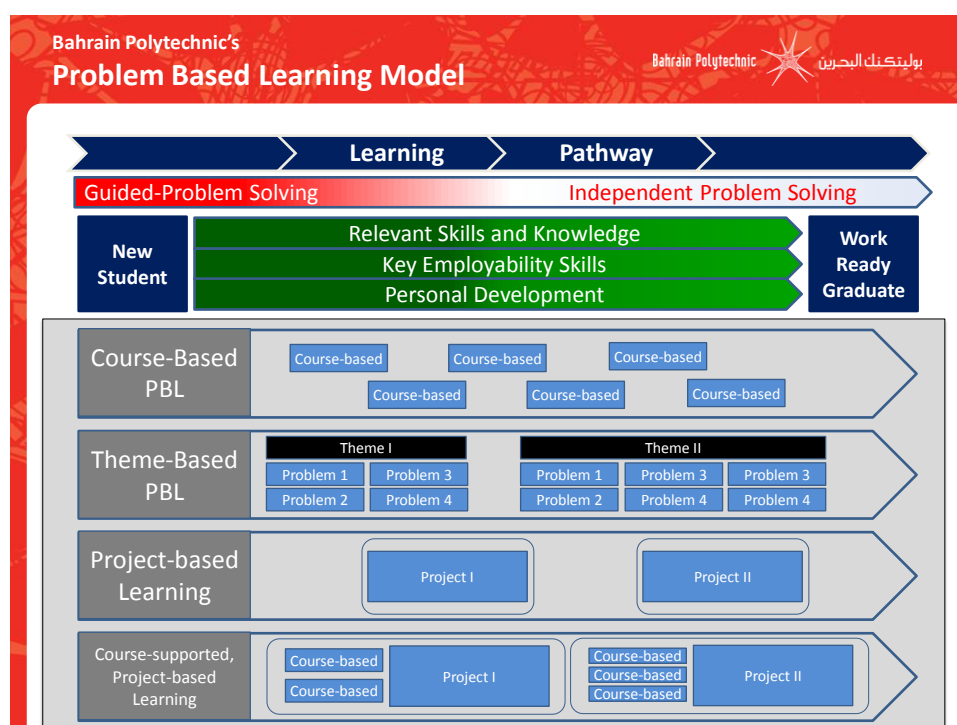 Bahrain Polytechnic's
Problem Based Learning Model
Bahrain Polytechnic
بوليتكنك البحرين
Learning Pathway
Guided-Problem Solving
Independent Problem Solving
New
Student
Relevant Skills and Knowledge
Key Employability Skills
Personal Development
Work
Ready
Graduate
Course-Based
PBL
Course-based Course-based Course-based
Course-based Course-based Course-based
Theme-Based
PBL
Theme I Theme II
Problem 1 Problem 3 Problem 1 Problem 3 Problem 3
Problem 2 Problem 4 Problem 2 Problem 4 Problem 4
Project-based
Learning
Project I Project II
Course-supported,
Project-based
Learning
Course-based
Course-based
Project I
Course-based
Course-based
Course-based
Project II